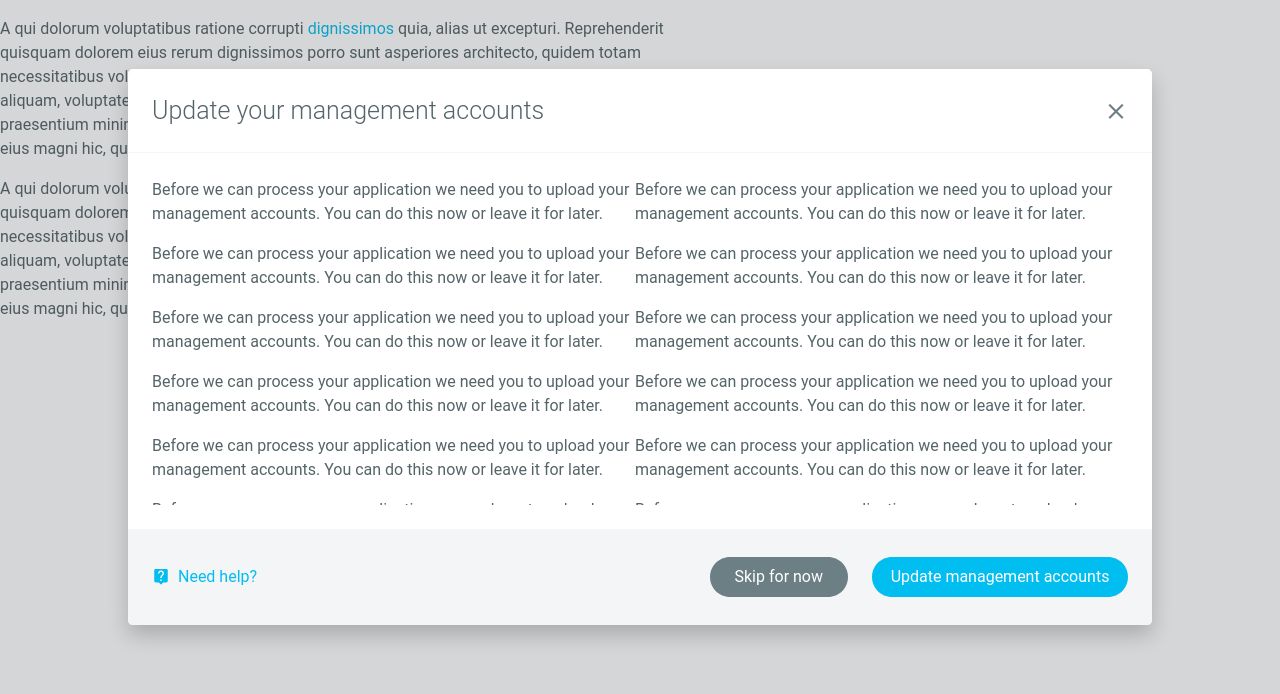 A qui dolorum voluptatibus ratione corrupti dignissimos quia, alias ut excepturi. Reprehenderit
quisquam dolorem eius rerum dignissimos porro sunt asperiores architecto, quidem totam
necessitatibus vol
aliquam, voluptate
praesentium minin
eius magni hic, qu
A qui dolorum volu
quisquam dolorem
necessitatibus vol
aliquam, voluptate
praesentium minin
eius magni hic, qu
Update your management accounts
Before we can process your application we need you to upload your
management accounts. You can do this now or leave it for later.
Before we can process your application we need you to upload your
management accounts. You can do this now or leave it for later.
Before we can process your application we need you to upload your
management accounts. You can do this now or leave it for later.
Before we can process your application we need you to upload your
management accounts. You can do this now or leave it for later.
Before we can process your application we need you to upload your
management accounts. You can do this now or leave it for later.
Before we can process your application we need you to upload your
management accounts. You can do this now or leave it for later.
Before we can process your application we need you to upload your
management accounts. You can do this now or leave it for later.
Before we can process your application we need you to upload your
management accounts. You can do this now or leave it for later.
Before we can process your application we need you to upload your
management accounts. You can do this now or leave it for later.
Before we can process your application we need you to upload your
management accounts. You can do this now or leave it for later.
Need help?
Skip for now
Update management accounts